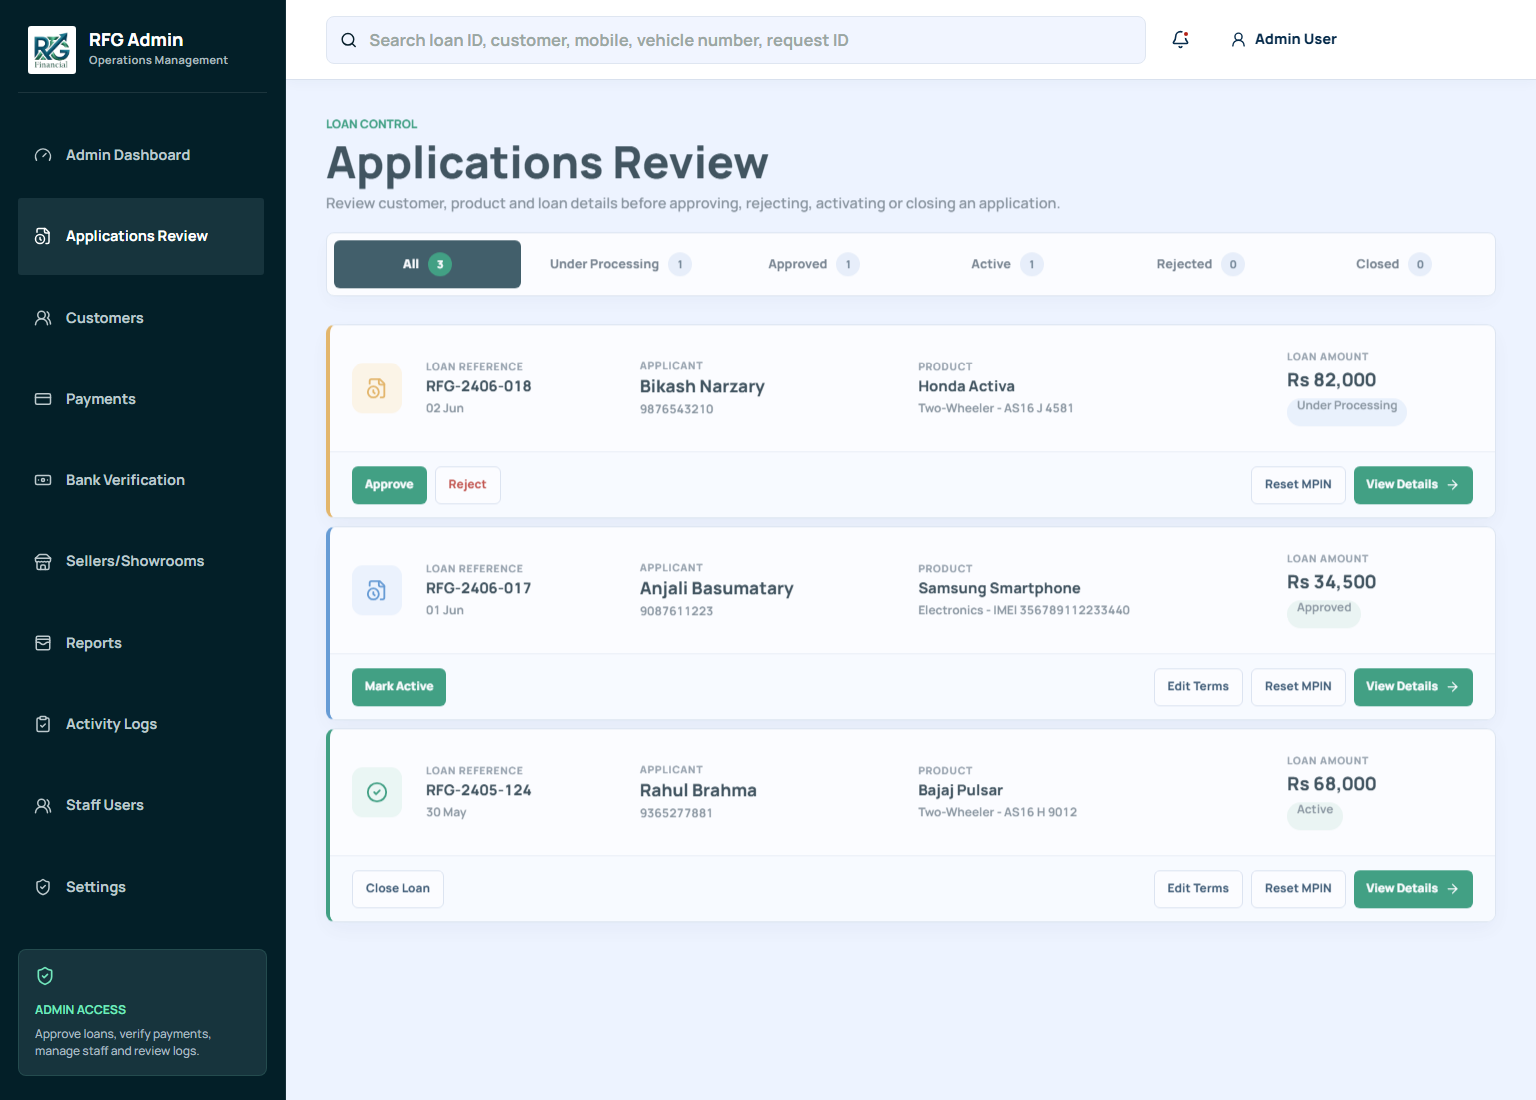 RFG
Financial
RFG Admin
Operations Management
Admin Dashboard
Applications Review
Customers
Payments
Bank Verification
Sellers/Showrooms
Reports
Activity Logs
Staff Users
Settings
ADMIN ACCESS
Approve loans, verify payments,
manage staff and review logs.
Search loan ID, customer, mobile, vehicle number, request ID
Admin User
LOAN CONTROL
Applications Review
Review customer, product and loan details before approving, rejecting, activating or closing an application.
All 3 Under Processing 1 Approved 1 Active 1 Rejected 0 Closed 0
LOAN REFERENCE
RFG-2406-018
02 Jun
APPLICANT
Bikash Narzary
9876543210
PRODUCT
Honda Activa
Two-Wheeler - AS16 J 4581
LOAN AMOUNT
Rs 82,000
Under Processing
Approve Reject Reset MPIN View Details
LOAN REFERENCE
RFG-2406-017
01 Jun
APPLICANT
Anjali Basumatary
9087611223
PRODUCT
Samsung Smartphone
Electronics - IMEI 356789112233440
LOAN AMOUNT
Rs 34,500
Approved
Mark Active Edit Terms Reset MPIN View Details
LOAN REFERENCE
RFG-2405-124
30 May
APPLICANT
Rahul Brahma
9365277881
PRODUCT
Bajaj Pulsar
Two-Wheeler - AS16 H 9012
LOAN AMOUNT
Rs 68,000
Active
Close Loan Edit Terms Reset MPIN View Details